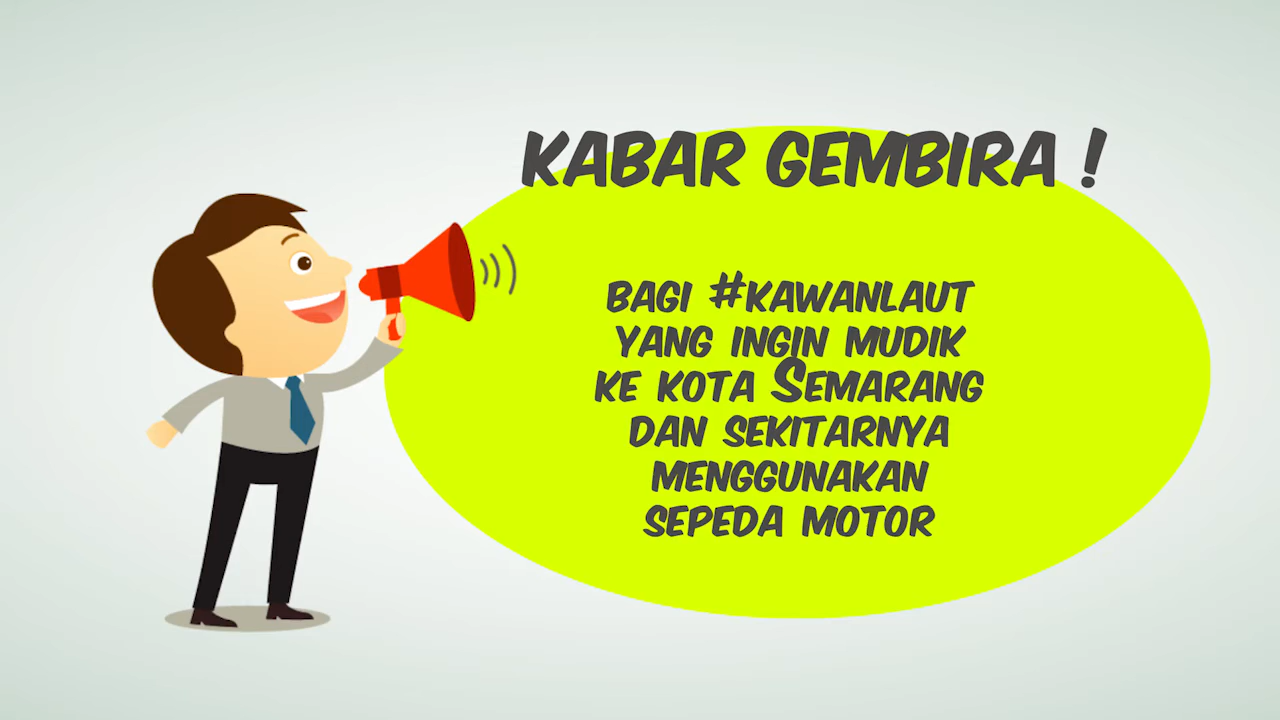 KABAR GEMBIRA !
BAGI #KAWANLAUT
YANG INGIN MUDIK
KE KOTA SEMARANG
DAN SEKITARNYA
MENGGUNAKAN
SEPEDA MOTOR